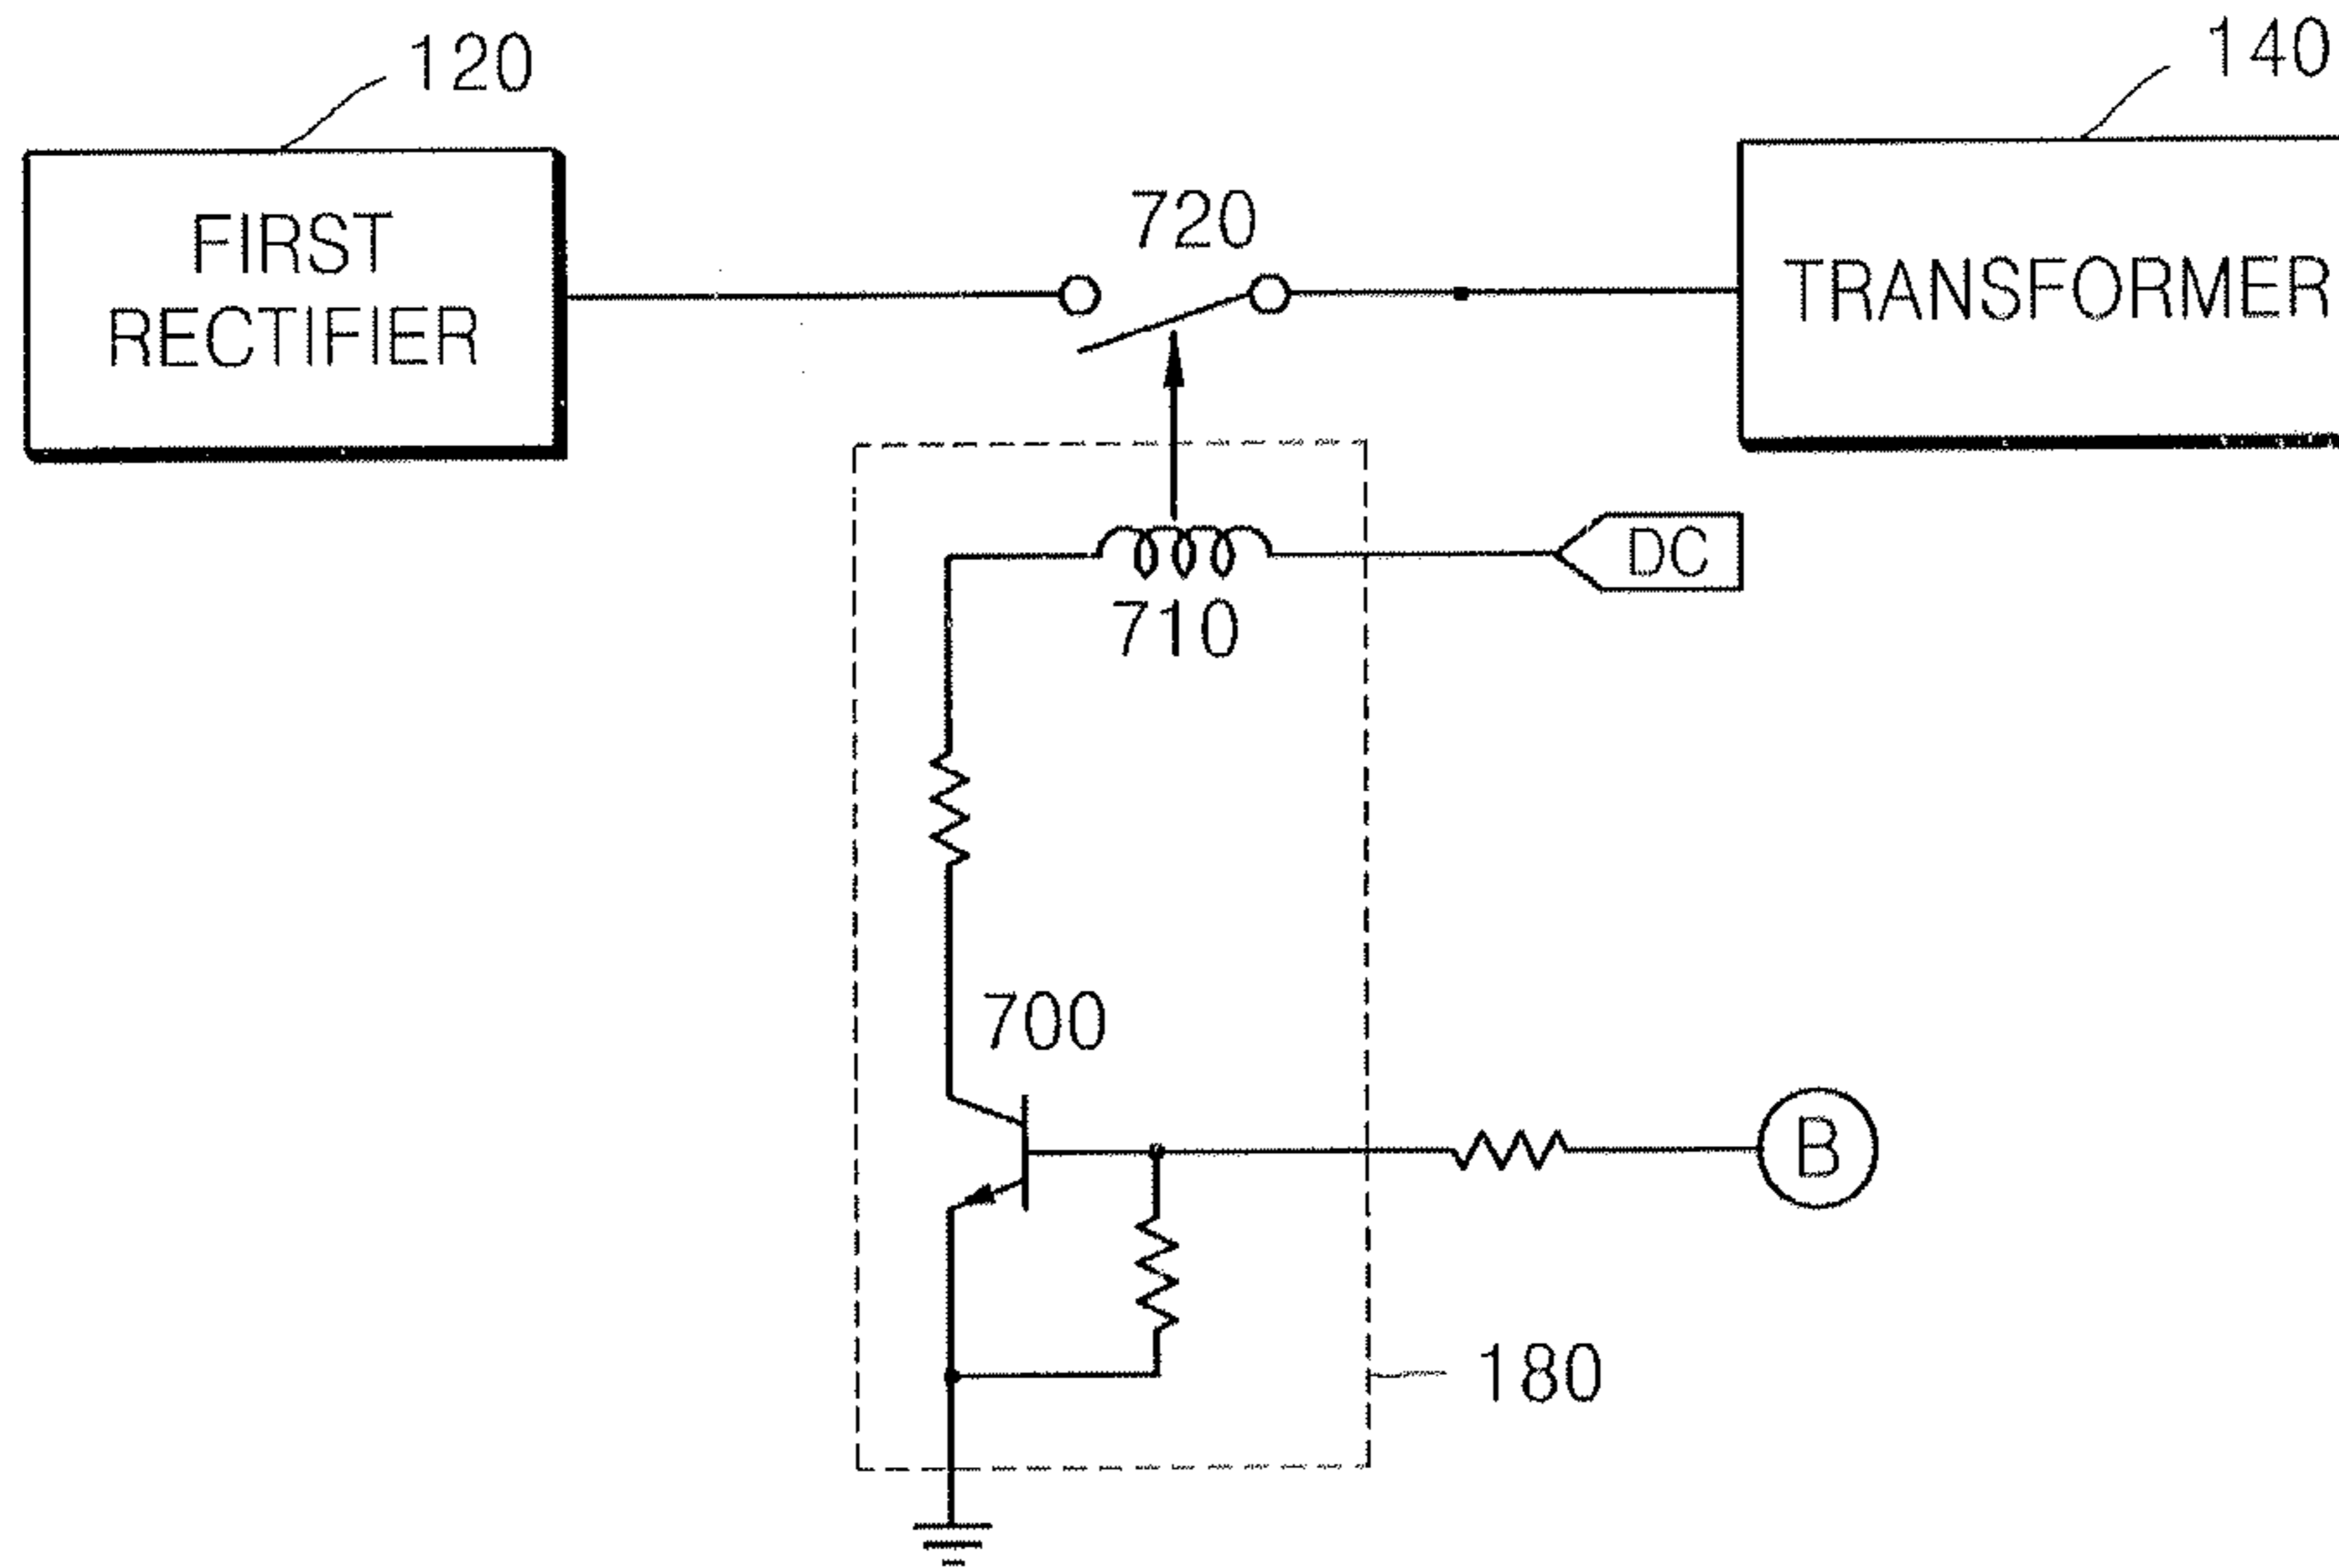 120
140
FIRST
RECTIFIER
720
TRANSFORMER
DC
710
700
B
180